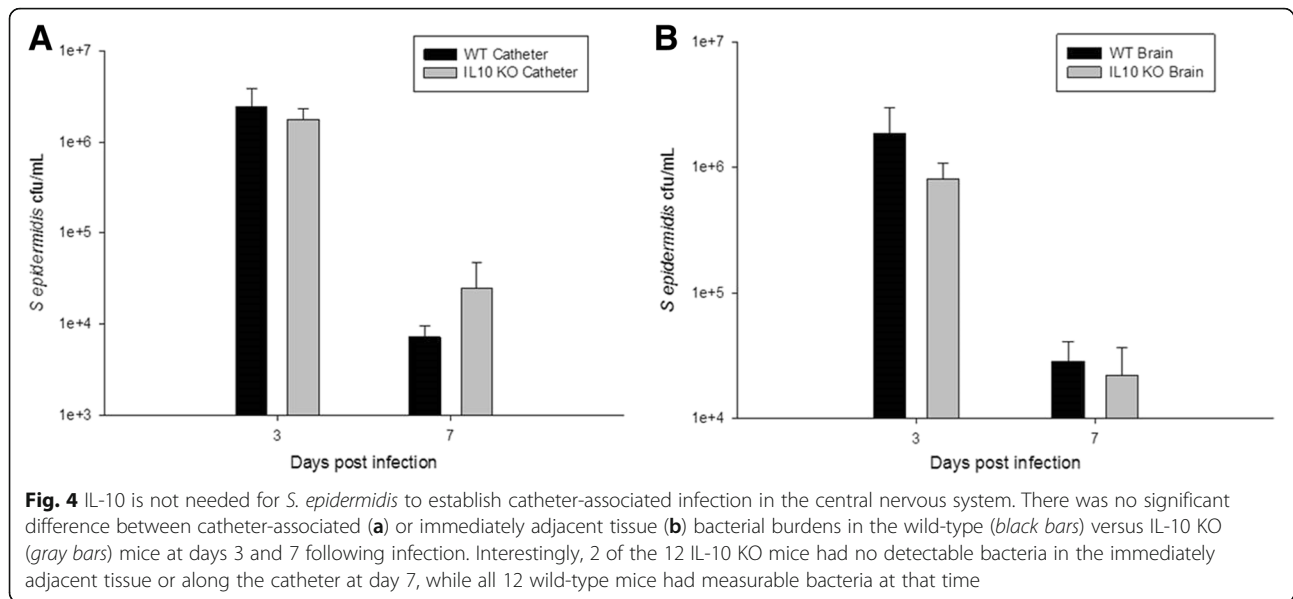 A
1e+7
1e+6
1e+5
1e+4
1e+3
S epidermidis cfu/mL
WT Catheter
IL10 KO Catheter
3
7
Days post infection
B
1e+7
1e+6
1e+5
1e+4
S epidermidis cfu/mL
WT Brain
IL10 KO Brain
3
7
Days post infection
Fig. 4 IL-10 is not needed for S. epidermidis to establish catheter-associated infection in the central nervous system. There was no significant
difference between catheter-associated (a) or immediately adjacent tissue (b) bacterial burdens in the wild-type (black bars) versus IL-10 KO
(gray bars) mice at days 3 and 7 following infection. Interestingly, 2 of the 12 IL-10 KO mice had no detectable bacteria in the immediately
adjacent tissue or along the catheter at day 7, while all 12 wild-type mice had measurable bacteria at that time